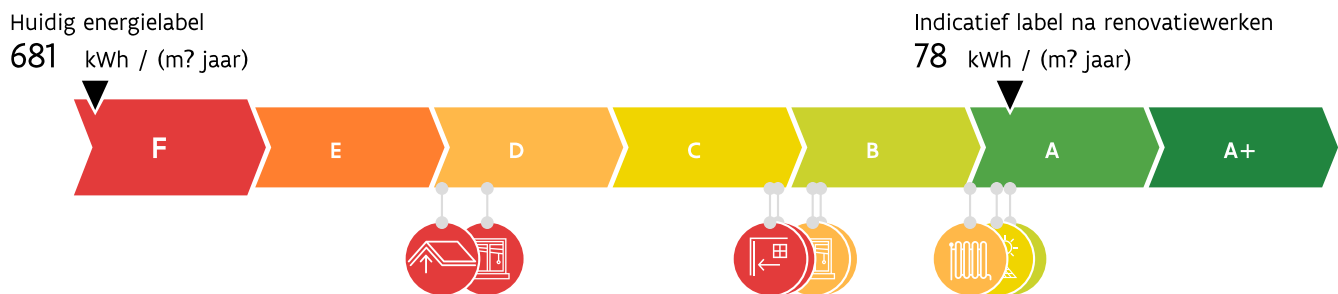 Huidig energielabel
681 kWh / (m? jaar)
Indicatief label na renovatiewerken
78 kWh / (m? jaar)
F E D C B A A+